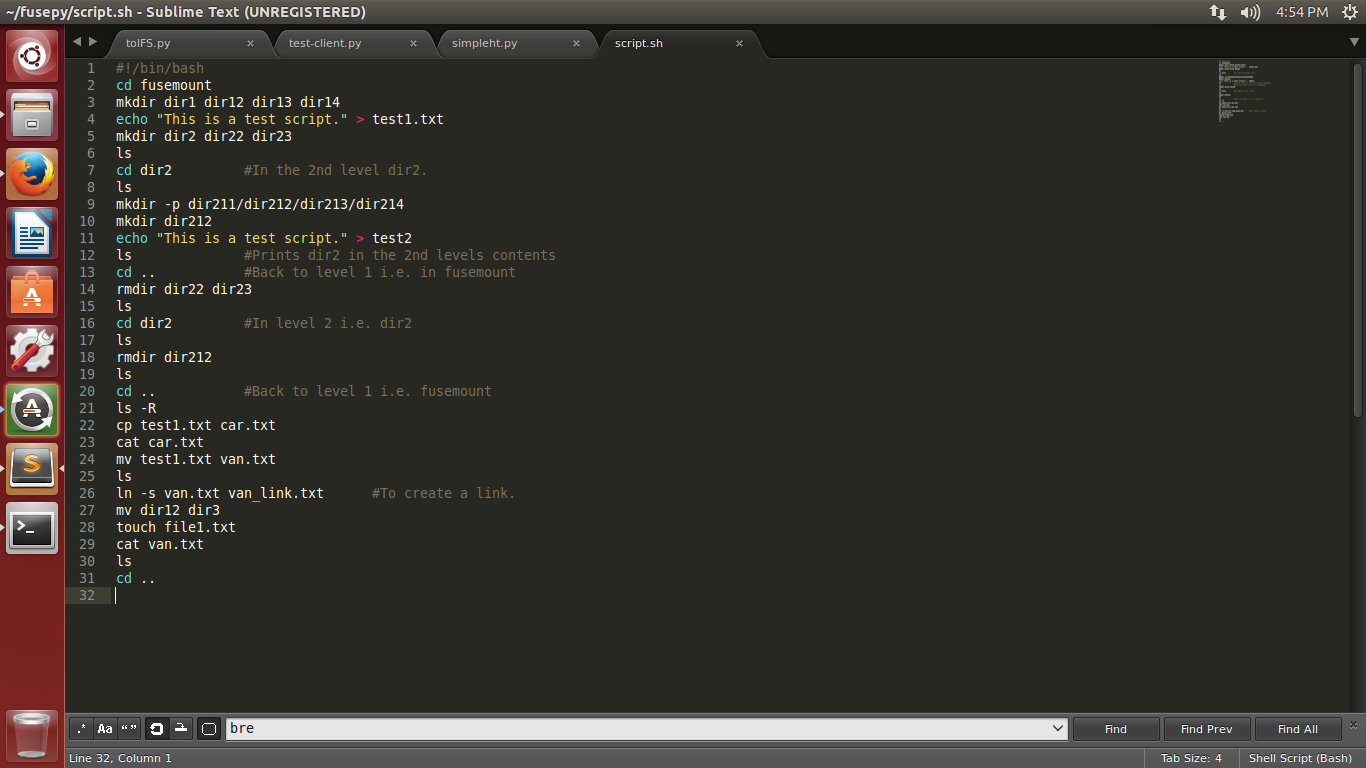 ~/fusepy/script.sh - Sublime Text (UNREGISTERED)
4:54 PM
tolFS.py
test-client.py
simpleht.py
script.sh
1 #!/bin/bash
2 cd fusemount
3 mkdir dir1 dir12 dir13 dir14
4 echo "This is a test script." > test1.txt
5 mkdir dir2 dir22 dir23
6 ls
7 cd dir2 #In the 2nd level dir2.
8 ls
9 mkdir -p dir211/dir212/dir213/dir214
10 mkdir dir212
11 echo "This is a test script." > test2
12 ls #Prints dir2 in the 2nd levels contents
13 cd .. #Back to level 1 i.e. in fusemount
14 rmdir dir22 dir23
15 ls
16 cd dir2 #In level 2 i.e. dir2
17 ls
18 rmdir dir212
19 ls
20 cd .. #Back to level 1 i.e. fusemount
21 ls -R
22 cp test1.txt car.txt
23 cat car.txt
24 mv test1.txt van.txt
25 ls
26 ln -s van.txt van_link.txt #To create a link.
27 mv dir12 dir3
28 touch file1.txt
29 cat van.txt
30 ls
31 cd ..
32
.* Aa “ ” bre Find Find Prev Find All
Line 32, Column 1 Tab Size: 4 Shell Script (Bash)